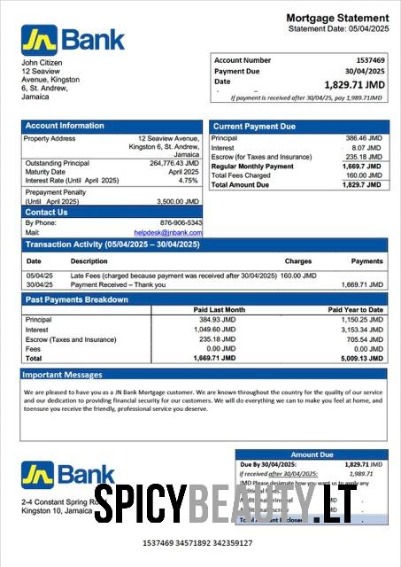 JN Bank
Mortgage Statement
Statement Date: 05/04/2025
John Citizen
12 Seaview
Avenue, Kingston
6, St. Andrew,
Jamaica
Account Number 1537469
Payment Due 30/04/2025
Date 1,829.71 JMD
If payment is received after 30/04/25, pay 1,989.71JMD
Account Information
Property Address 12 Seaview Avenue,
Kingston 6, St. Andrew,
Jamaica
Outstanding Principal 264,776.43 JMD
Maturity Date April 2025
Interest Rate (Until April 2025) 4.75%
Prepayment Penalty
(Until April 2025) 3,500.00 JMD
Contact Us
By Phone: 876-906-5343
Mail: helpdesk@jnbank.com
Current Payment Due
Principal 386.46 JMD
Interest 8.07 JMD
Escrow (for Taxes and Insurance) 235.18 JMD
Regular Monthly Payment 1,669.7 JMD
Total Fees Charged 160.00 JMD
Total Amount Due 1,829.7 JMD
Transaction Activity (05/04/2025 – 30/04/2025)
Date Description Charges Payments
05/04/25 Late Fees (charged because payment was received after 30/04/2025) 160.00 JMD
30/04/25 Payment Received – Thank you 1,669.71 JMD
Past Payments Breakdown
Paid Last Month Paid Year to Date
Principal 384.93 JMD 1,150.25 JMD
Interest 1,049.60 JMD 3,153.34 JMD
Escrow (Taxes and Insurance) 235.18 JMD 705.54 JMD
Fees 0.00 JMD 0.00 JMD
Total 1,669.71 JMD 5,009.13 JMD
Important Messages
We are pleased to have you as a JN Bank Mortgage customer. We are known throughout the country for the quality of our service
and our dedication to providing financial security for our customers. We will do everything we can to make you feel at home, and
toensure you receive the friendly, professional service you deserve.
JN Bank
2-4 Constant Spring
Kingston 10, Jamaica
Amount Due
Due By 30/04/2025: 1,829.71 JMD
If received after 30/04/2025: 1,989.71
JMD Please designate how you want us to apply any
SPICYBEAUTY.LT
1537469 34571892 342359127